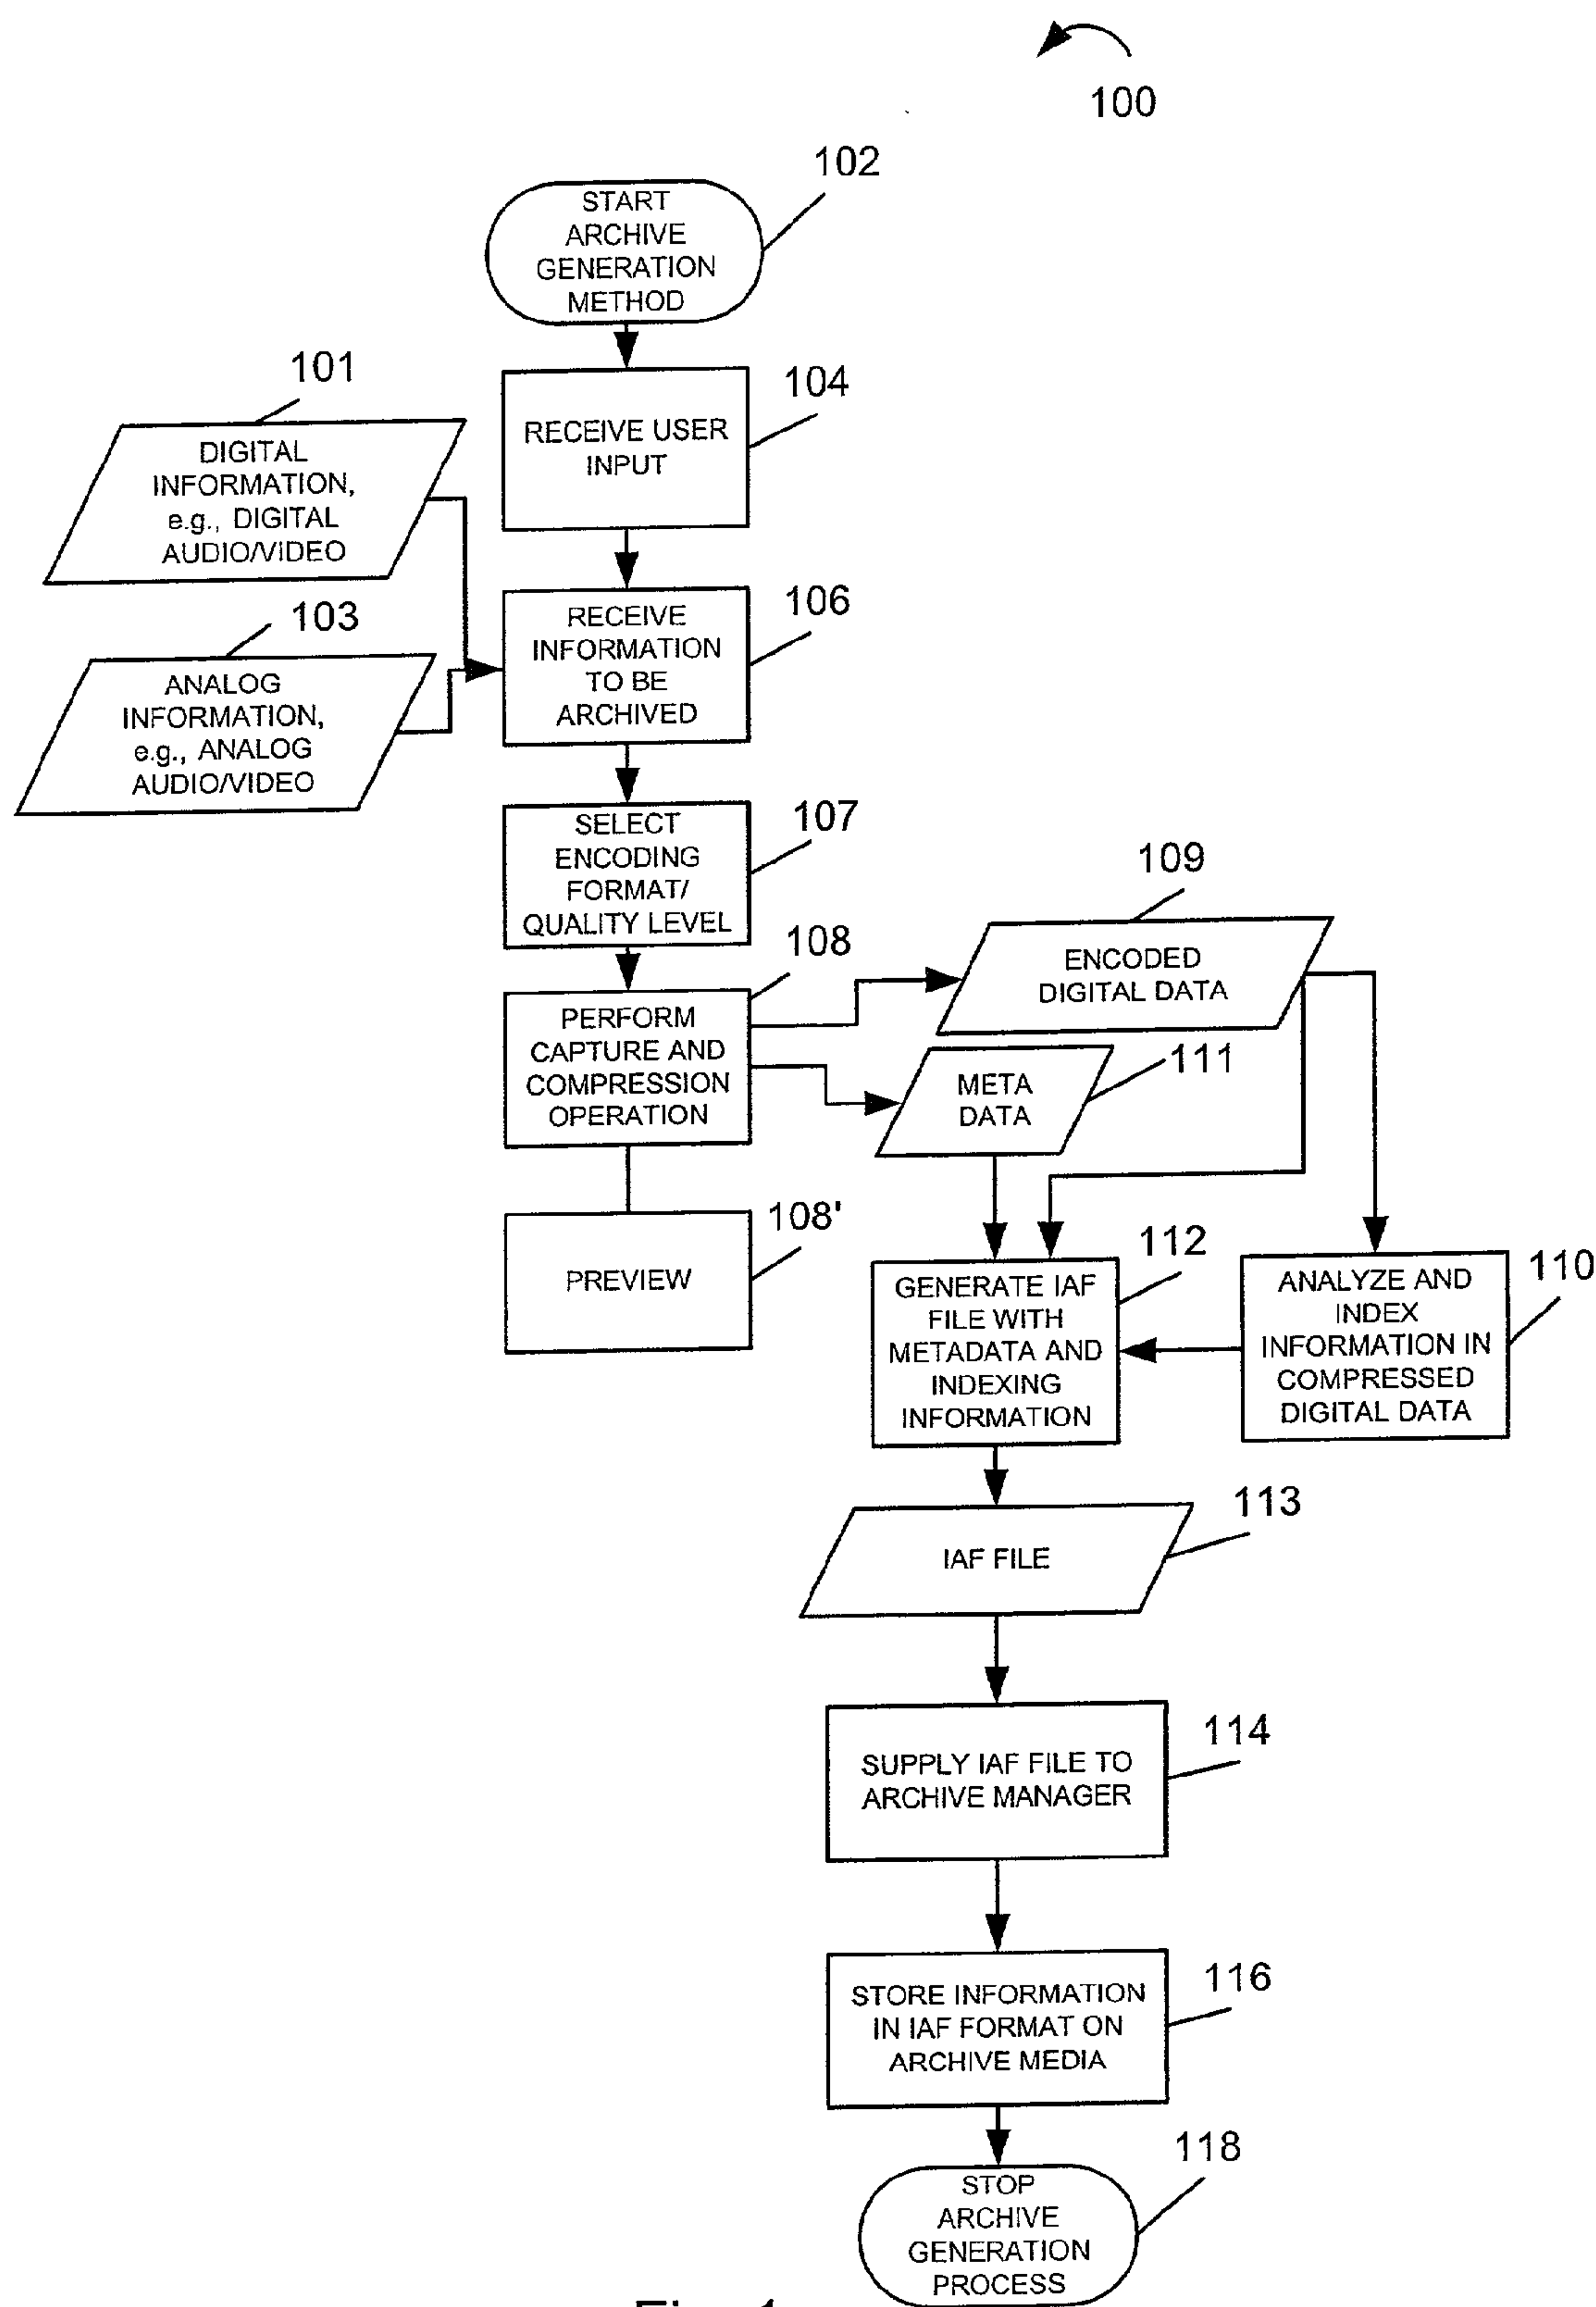 100
102
START
ARCHIVE
GENERATION
METHOD
101
DIGITAL
INFORMATION,
e.g., DIGITAL
AUDIO/VIDEO
104
RECEIVE USER
INPUT
103
ANALOG
INFORMATION,
e.g., ANALOG
AUDIO/VIDEO
106
RECEIVE
INFORMATION
TO BE
ARCHIVED
107
SELECT
ENCODING
FORMAT/
QUALITY LEVEL
108
PERFORM
CAPTURE AND
COMPRESSION
OPERATION
109
ENCODED
DIGITAL DATA
111
META
DATA
108'
PREVIEW
112
GENERATE IAF
FILE WITH
METADATA AND
INDEXING
INFORMATION
110
ANALYZE AND
INDEX
INFORMATION IN
COMPRESSED
DIGITAL DATA
113
IAF FILE
114
SUPPLY IAF FILE TO
ARCHIVE MANAGER
116
STORE INFORMATION
IN IAF FORMAT ON
ARCHIVE MEDIA
118
STOP
ARCHIVE
GENERATION
PROCESS